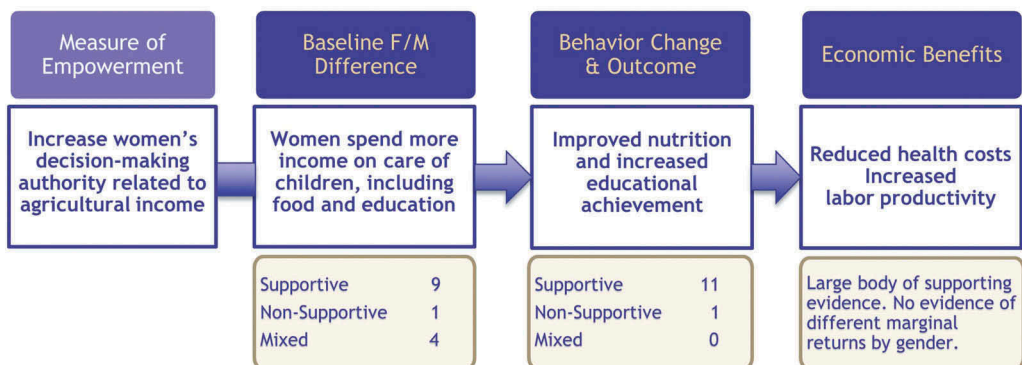 Measure of
Empowerment
Baseline F/M
Difference
Behavior Change
& Outcome
Economic Benefits
Increase women's
decision-making
authority related to
agricultural income
Women spend more
income on care of
children, including
food and education
Improved nutrition
and increased
educational
achievement
Reduced health costs
Increased
labor productivity
Supportive 9
Non-Supportive 1
Mixed 4
Supportive 11
Non-Supportive 1
Mixed 0
Large body of supporting
evidence. No evidence of
different marginal
returns by gender.